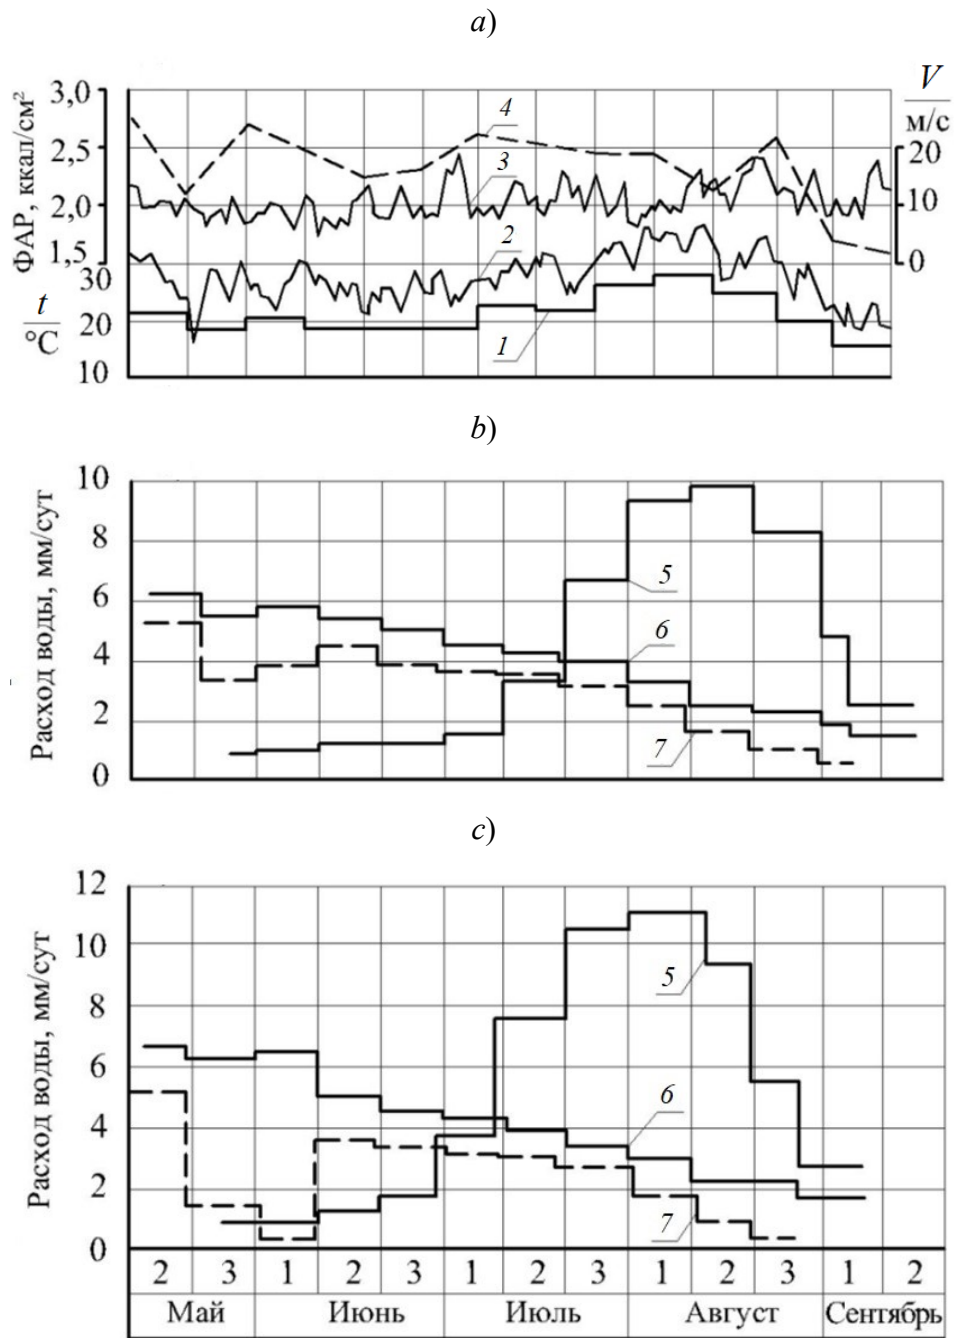 a)
ФАР, ккал/см²
3,0
2,5
2,0
1,5
30
20
10
t
°C
V
м/с
20
10
0
4
3
2
1
b)
Расход воды, мм/сут
10
8
6
4
2
0
5
6
7
c)
Расход воды, мм/сут
12
10
8
6
4
2
0
5
6
7
2 3 1 2 3 1 2 3 1 2 3 1 2
Май Июнь Июль Август Сентябрь